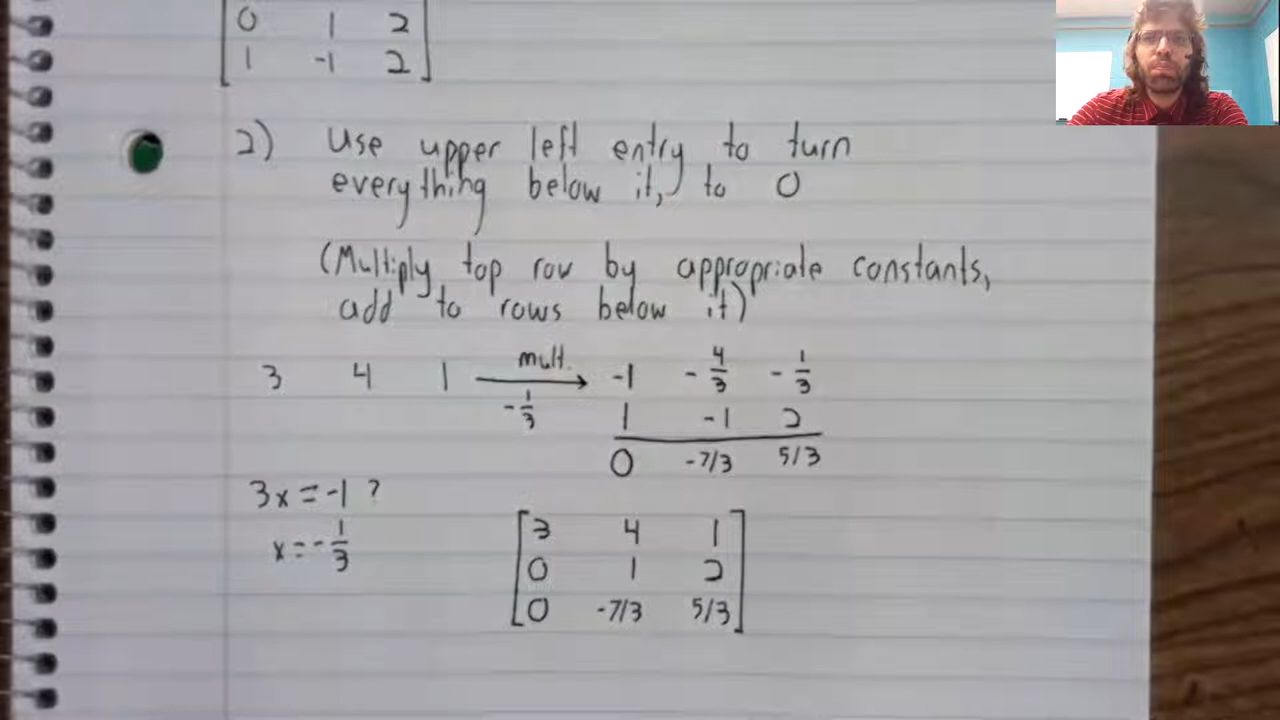 0 1 2
1 -1 2
2) Use upper left entry to turn
everything below it, to 0
(Multiply top row by appropriate constants,
add to rows below it)
3 4 1 mult. -1/3 → -1 -4/3 -1/3
1 -1 2
0 -7/3 5/3
3x = -1 ?
x = -1/3
3 4 1
0 1 2
0 -7/3 5/3